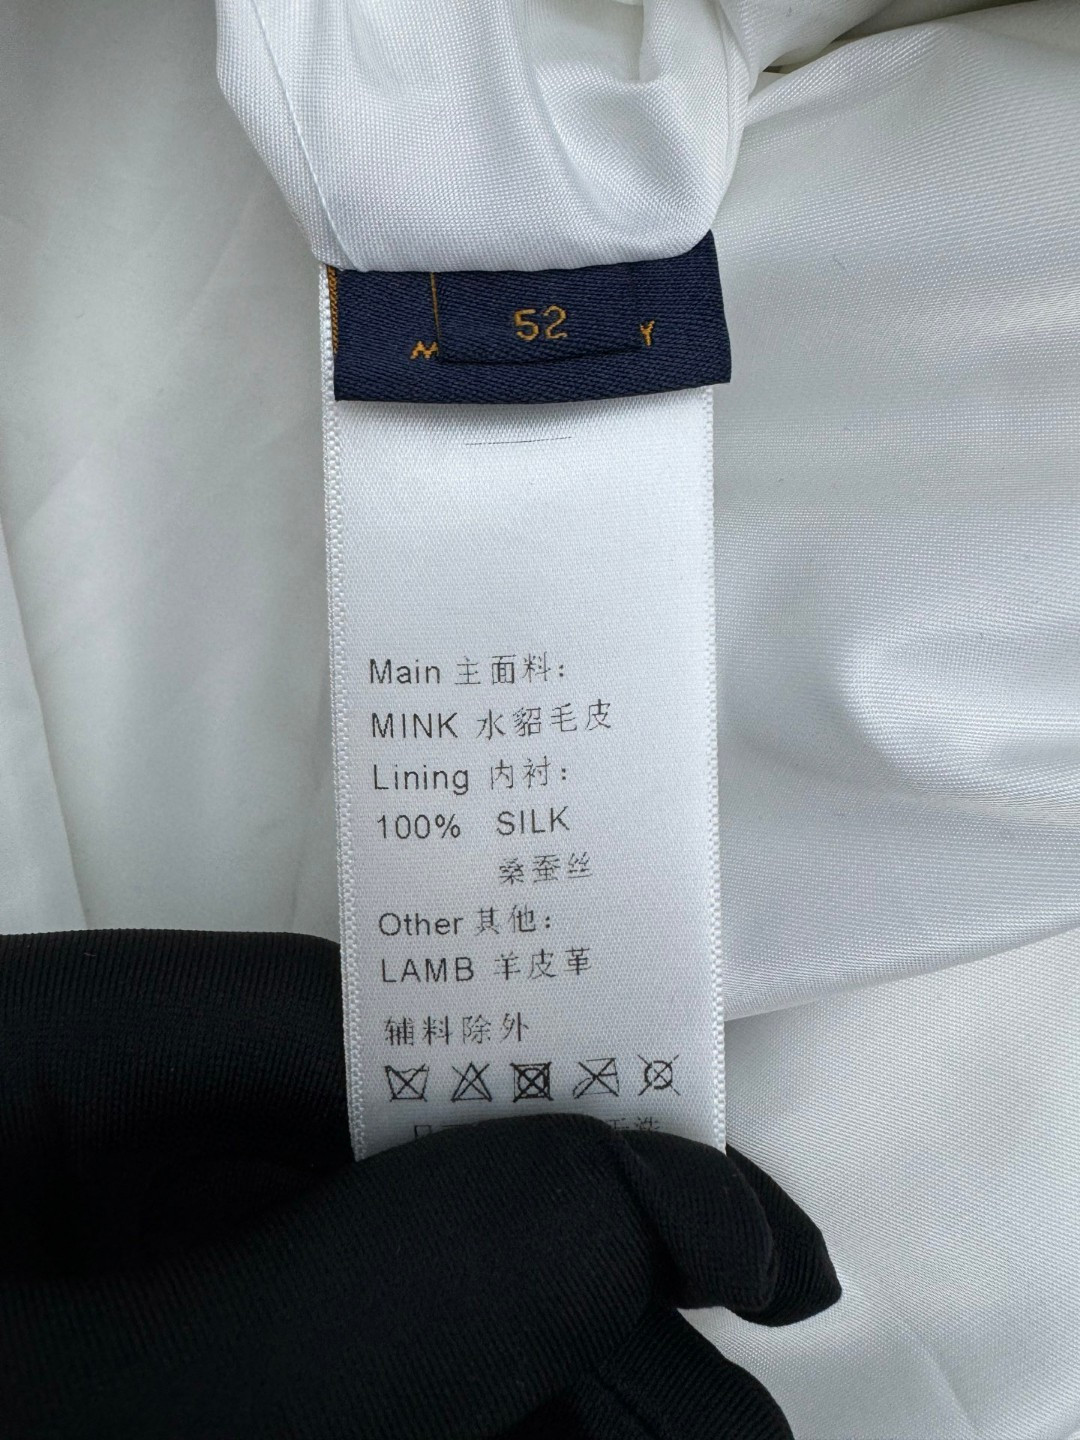 52
M Y
Main 主面料:
MINK 水貂毛皮
Lining 内衬:
100% SILK
桑蚕丝
Other 其他:
LAMB 羊皮革
辅料除外